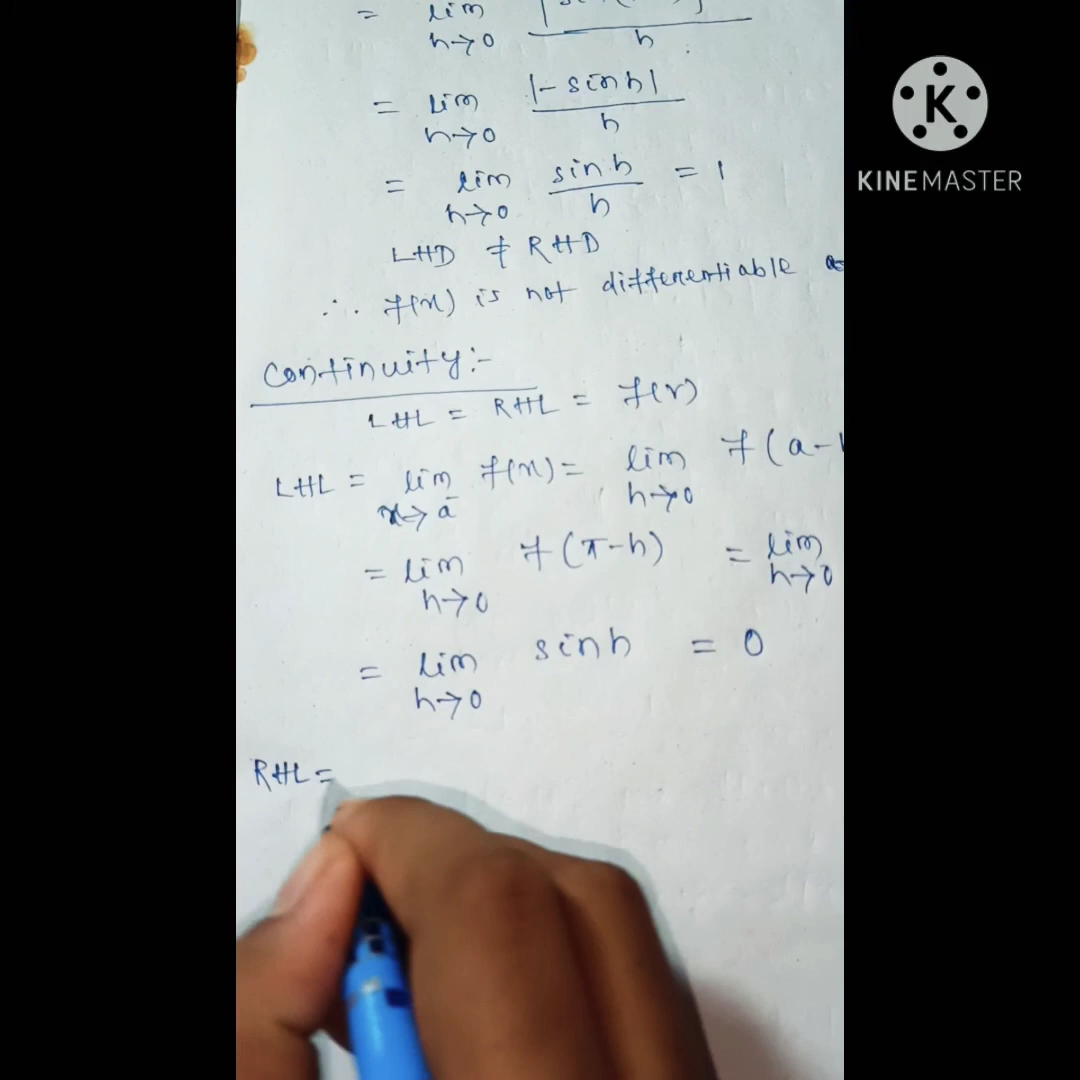 = lim
h→0 h
= lim |-sinh|
h→0 h
= lim sinh = 1
h→0 h
LHD ≠ RHD
∴ f(x) is not differentiable
Continuity:-
LHL = RHL = f(x)
LHL = lim f(x) = lim f(a-
x→a⁻ h→0
= lim f(π-h) = lim
h→0 h→0
= lim sinh = 0
h→0
RHL =
K
KINEMASTER